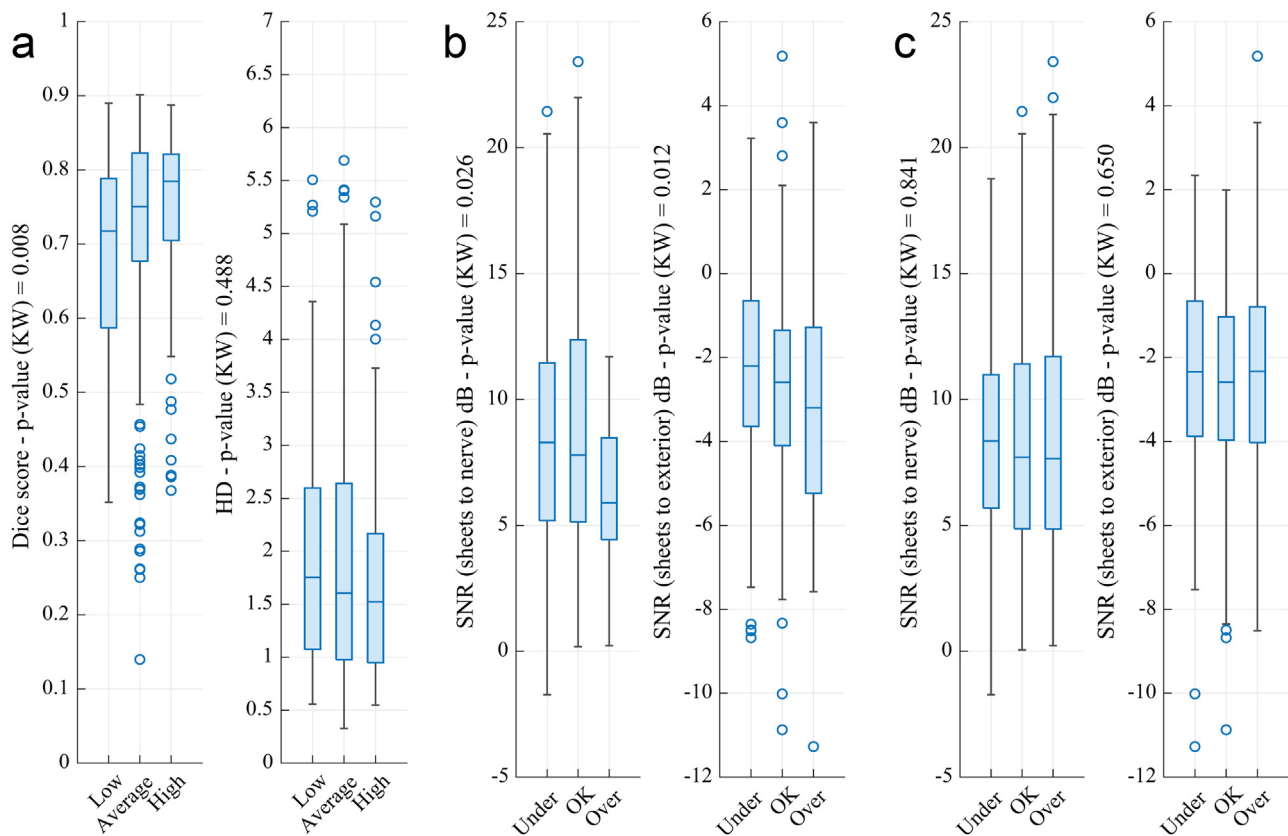 a
Dice score - p-value (KW) = 0.008
1
0.9
0.8
0.7
0.6
0.5
0.4
0.3
0.2
0.1
0
Low
Average
High
HD - p-value (KW) = 0.488
7
6.5
6
5.5
5
4.5
4
3.5
3
2.5
2
1.5
1
0.5
0
Low
Average
High
b
SNR (sheets to nerve) dB - p-value (KW) = 0.026
25
20
15
10
5
0
-5
Under
OK
Over
SNR (sheets to exterior) dB - p-value (KW) = 0.012
6
4
2
0
-2
-4
-6
-8
-10
-12
Under
OK
Over
c
SNR (sheets to nerve) dB - p-value (KW) = 0.841
25
20
15
10
5
0
-5
Under
OK
Over
SNR (sheets to exterior) dB - p-value (KW) = 0.650
6
4
2
0
-2
-4
-6
-8
-10
-12
Under
OK
Over